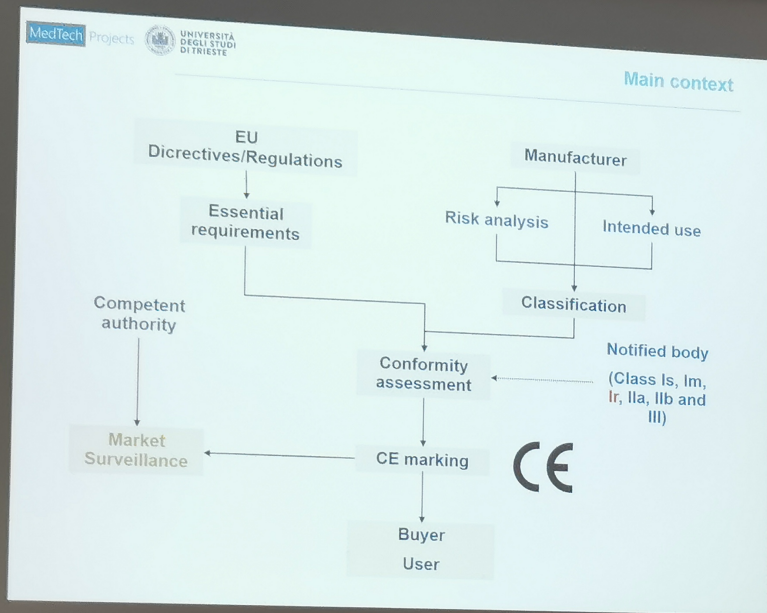 MedTech Projects
UNIVERSITÀ
DEGLI STUDI
DI TRIESTE
Main context
EU
Dicrectives/Regulations
Manufacturer
Essential
requirements
Risk analysis
Intended use
Competent
authority
Classification
Notified body
(Class Is, Im,
Ir, IIa, IIb and
III)
Conformity
assessment
Market
Surveillance
CE marking
CE
Buyer
User